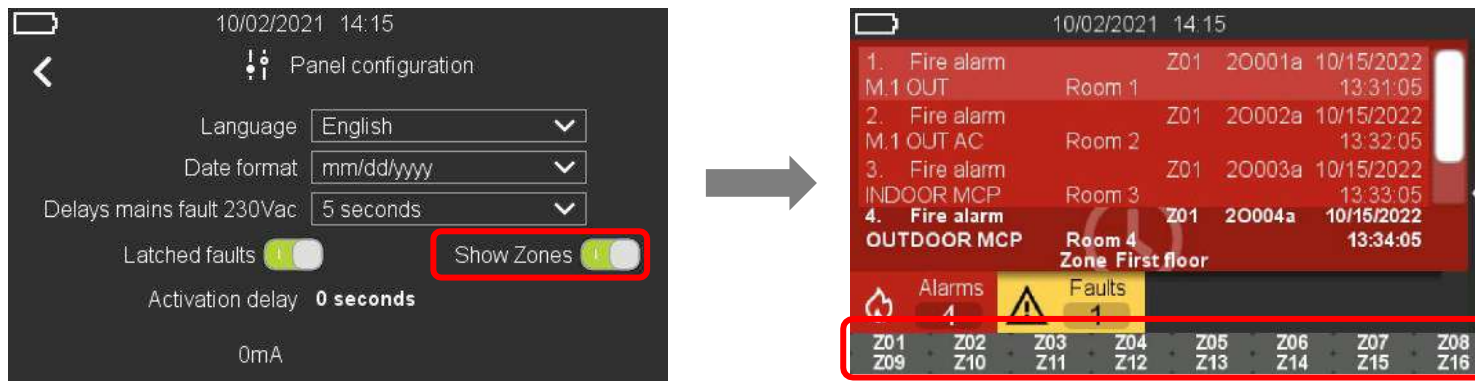 10/02/2021 14:15
Panel configuration
Language English
Date format mm/dd/yyyy
Delays mains fault 230Vac 5 seconds
Latched faults Show Zones
Activation delay 0 seconds
0mA
10/02/2021 14:15
1. Fire alarm Z01 2O001a 10/15/2022
M.1 OUT Room 1 13:31:05
2. Fire alarm Z01 2O002a 10/15/2022
M.1 OUT AC Room 2 13:32:05
3. Fire alarm Z01 2O003a 10/15/2022
INDOOR MCP Room 3 13:33:05
4. Fire alarm Z01 2O004a 10/15/2022
OUTDOOR MCP Room 4 13:34:05
Zone First floor
Alarms Faults
4 1
Z01 Z02 Z03 Z04 Z05 Z06 Z07 Z08
Z09 Z10 Z11 Z12 Z13 Z14 Z15 Z16